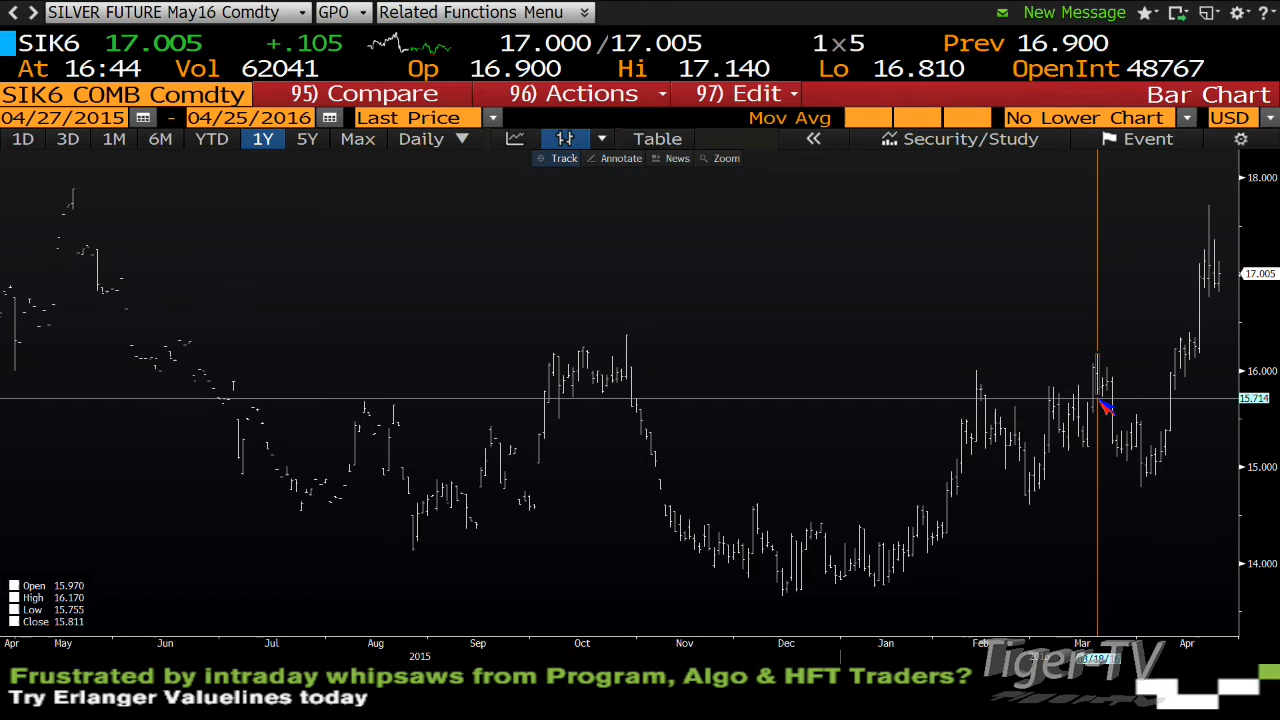 SILVER FUTURE May16 Comdty GPO Related Functions Menu New Message
SIK6 17.005 +.105 17.000/17.005 1x5 Prev 16.900
At 16:44 Vol 62041 Op 16.900 Hi 17.140 Lo 16.810 OpenInt 48767
SIK6 COMB Comdty 95) Compare 96) Actions 97) Edit Bar Chart
04/27/2015 - 04/25/2016 Last Price Mov Avg No Lower Chart USD
1D 3D 1M 6M YTD 1Y 5Y Max Daily Table Security/Study Event
Track Annotate News Zoom
18.000
17.005
16.000
15.714
15.000
14.000
Open 15.970
High 16.170
Low 15.755
Close 15.811
Apr May Jun Jul Aug Sep Oct Nov Dec Jan Feb Mar Apr
2015 2016 03/18/16
Tiger-TV
Frustrated by intraday whipsaws from Program, Algo & HFT Traders?
Try Erlanger Valuelines today